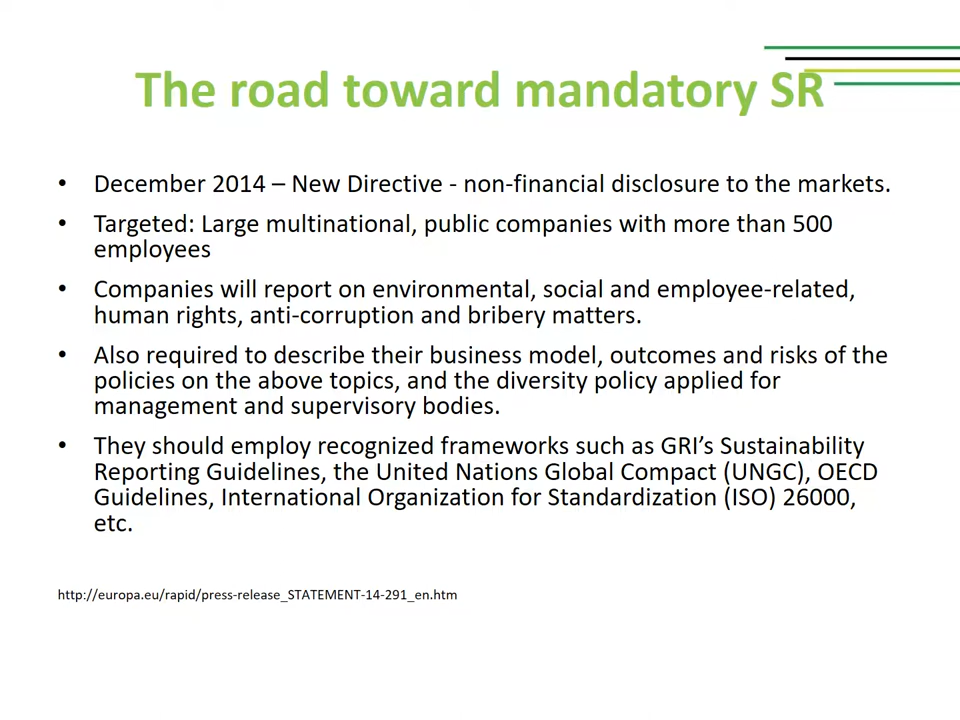 The road toward mandatory SR
• December 2014 – New Directive - non-financial disclosure to the markets.
• Targeted: Large multinational, public companies with more than 500
employees
• Companies will report on environmental, social and employee-related,
human rights, anti-corruption and bribery matters.
• Also required to describe their business model, outcomes and risks of the
policies on the above topics, and the diversity policy applied for
management and supervisory bodies.
• They should employ recognized frameworks such as GRI’s Sustainability
Reporting Guidelines, the United Nations Global Compact (UNGC), OECD
Guidelines, International Organization for Standardization (ISO) 26000,
etc.
http://europa.eu/rapid/press-release_STATEMENT-14-291_en.htm